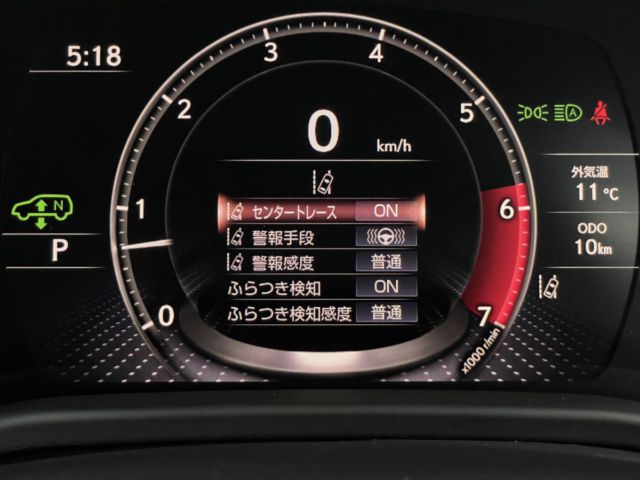 5:18
0
km/h
センタートレース ON
警報手段
警報感度 普通
ふらつき検知 ON
ふらつき検知感度 普通
0
1
2
3
4
5
6
7
x1000 r/min
N
P
A
外気温
11℃
ODO
10km